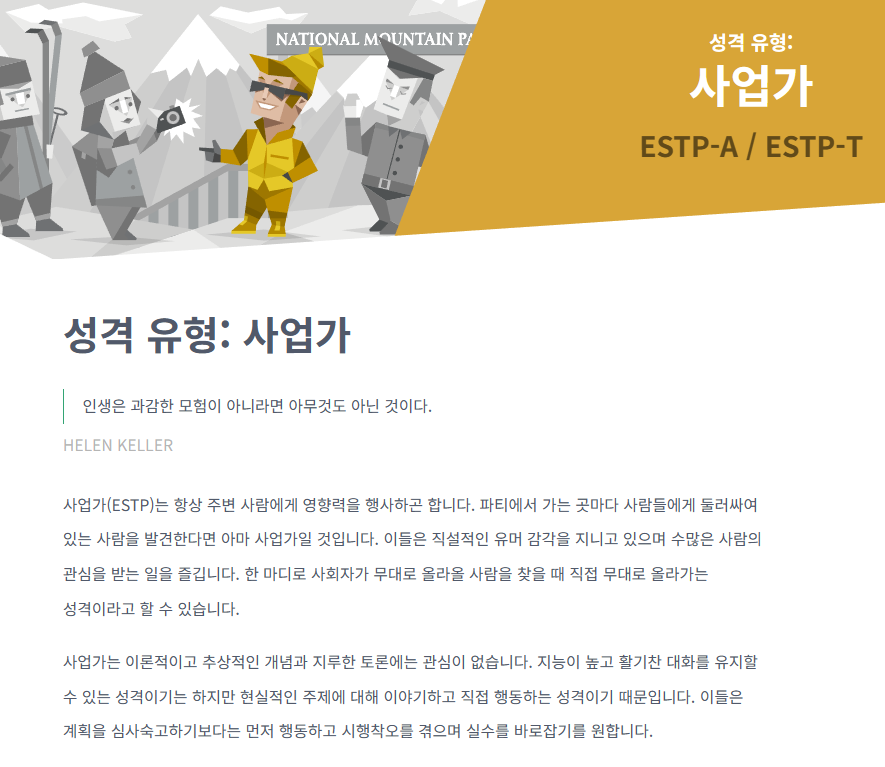 NATIONAL MOUNTAIN PA
성격 유형:
사업가
ESTP-A / ESTP-T
성격 유형: 사업가
인생은 과감한 모험이 아니라면 아무것도 아닌 것이다.
HELEN KELLER
사업가(ESTP)는 항상 주변 사람에게 영향력을 행사하곤 합니다. 파티에서 가는 곳마다 사람들에게 둘러싸여
있는 사람을 발견한다면 아마 사업가일 것입니다. 이들은 직설적인 유머 감각을 지니고 있으며 수많은 사람의
관심을 받는 일을 즐깁니다. 한 마디로 사회자가 무대로 올라올 사람을 찾을 때 직접 무대로 올라가는
성격이라고 할 수 있습니다.
사업가는 이론적이고 추상적인 개념과 지루한 토론에는 관심이 없습니다. 지능이 높고 활기찬 대화를 유지할
수 있는 성격이기는 하지만 현실적인 주제에 대해 이야기하고 직접 행동하는 성격이기 때문입니다. 이들은
계획을 심사숙고하기보다는 먼저 행동하고 시행착오를 겪으며 실수를 바로잡기를 원합니다.